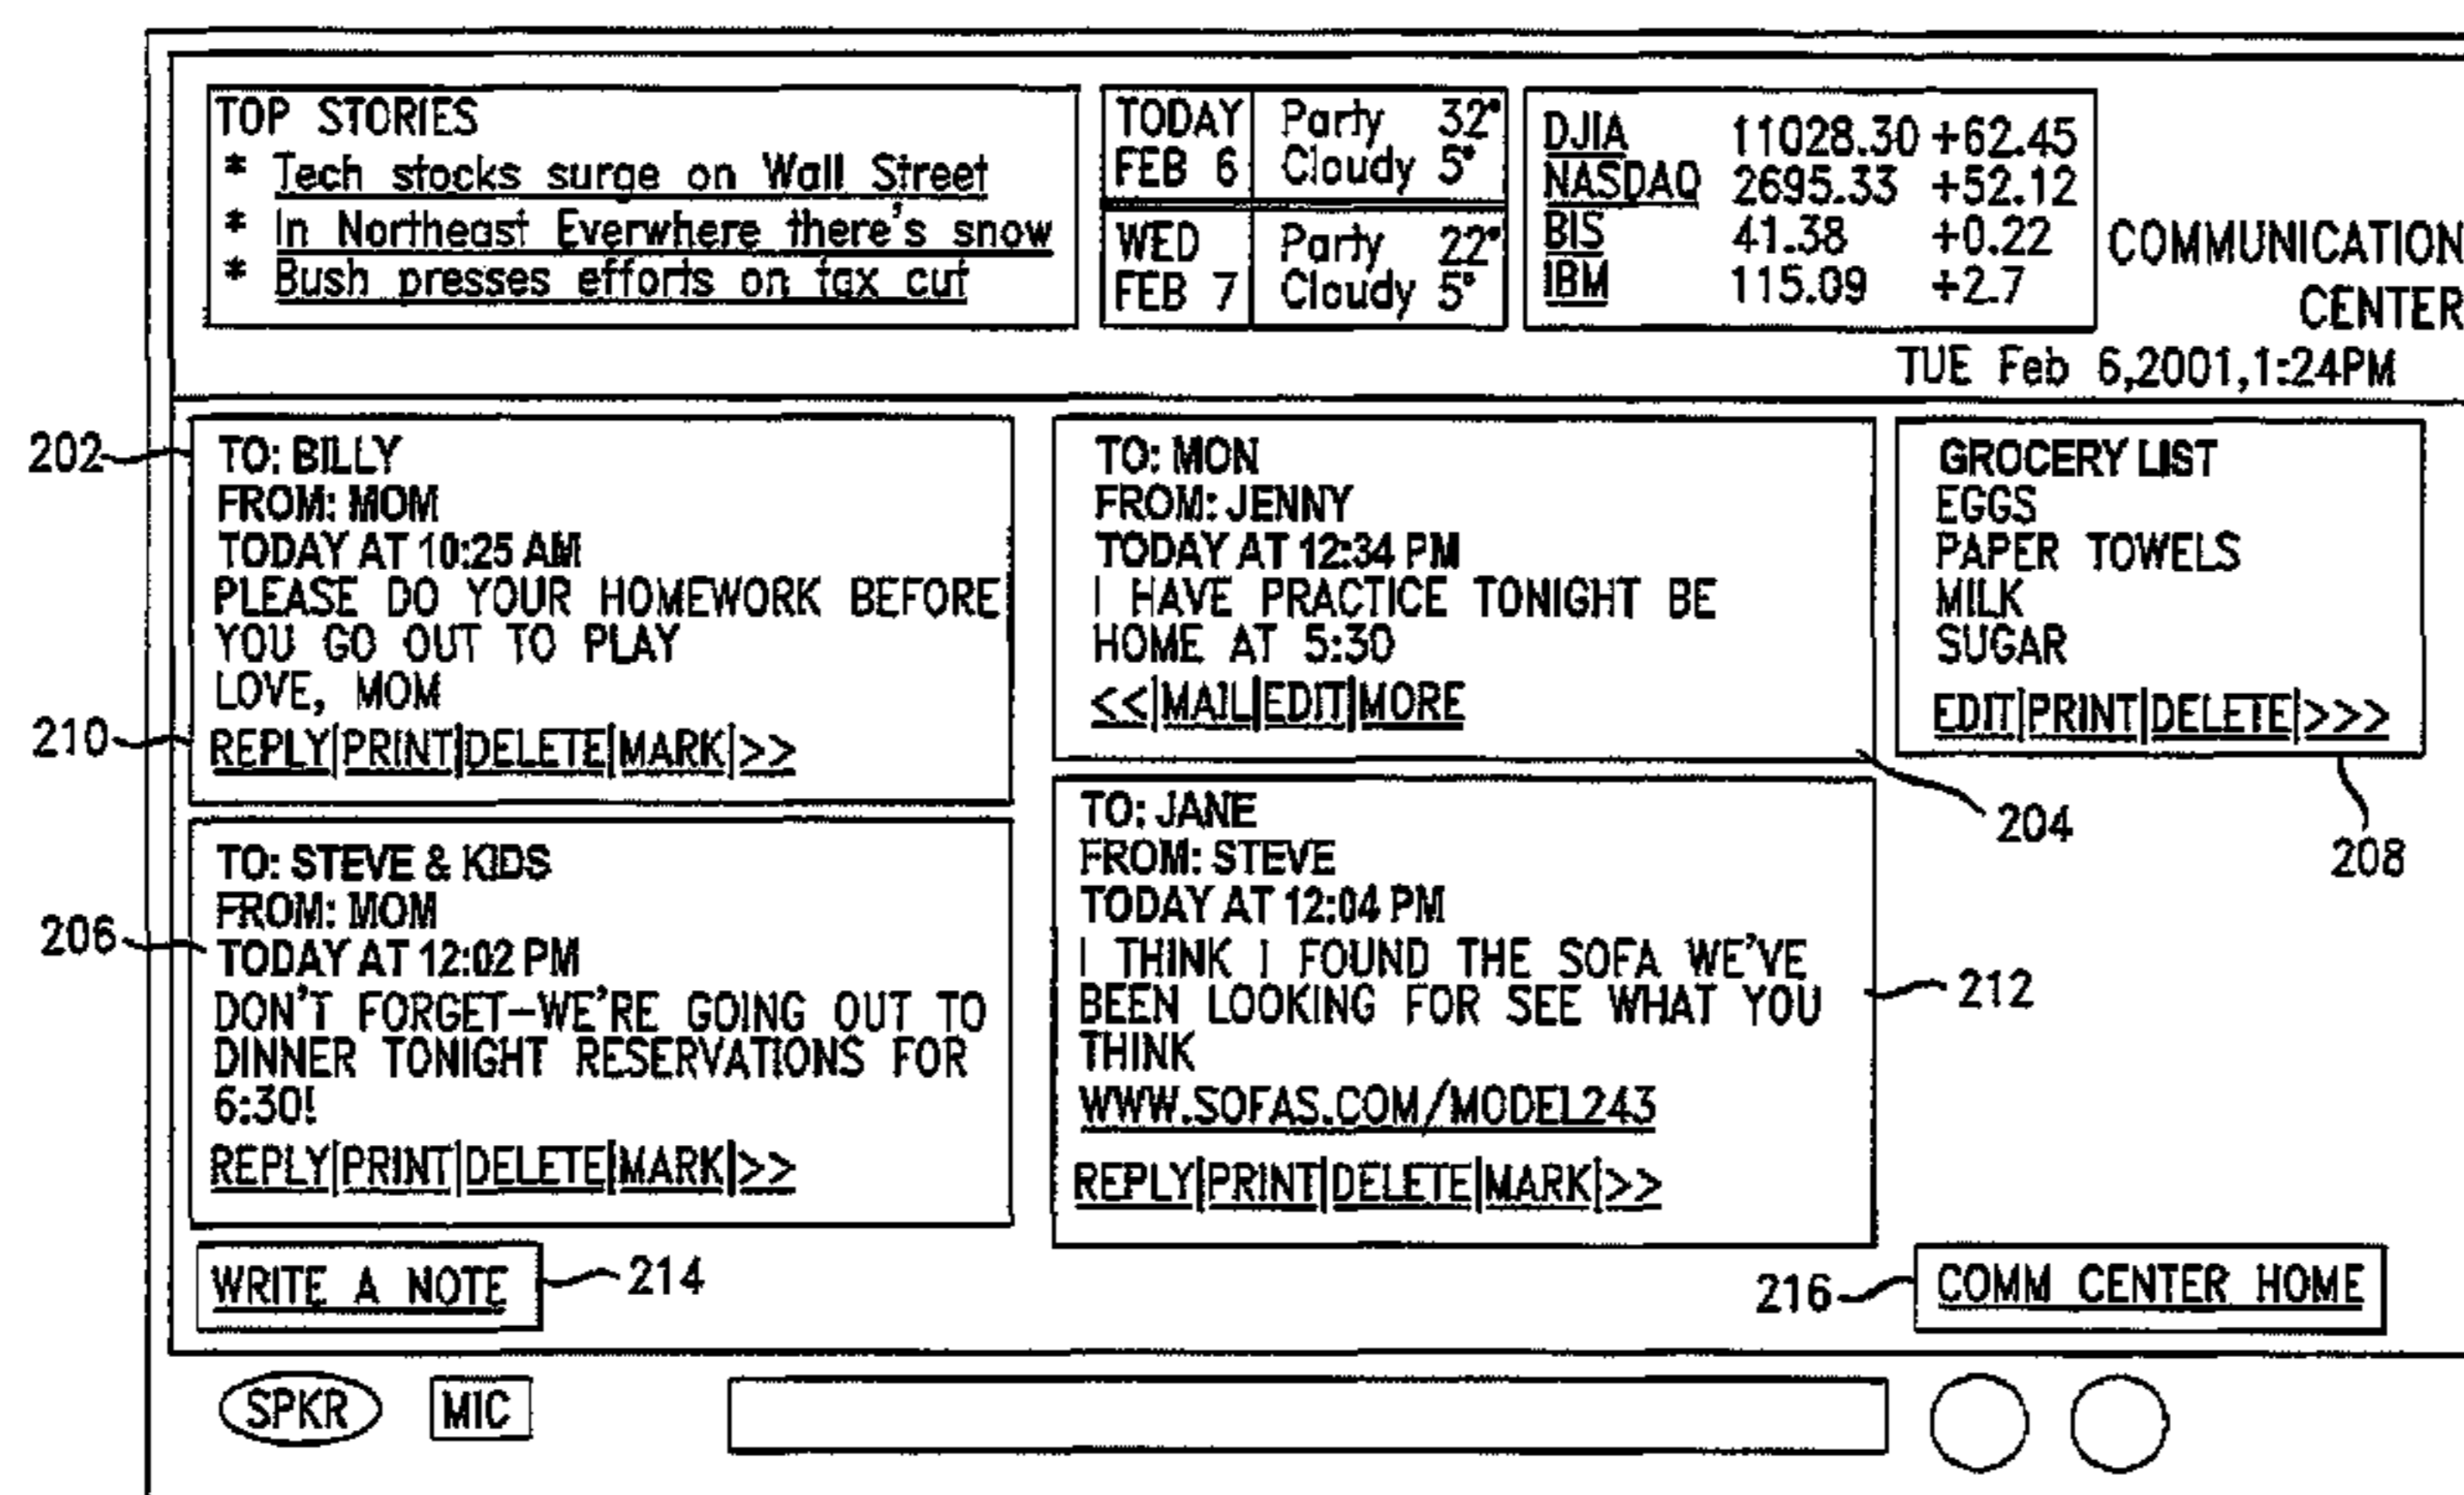 TOP STORIES
* Tech stocks surge on Wall Street
* In Northeast Everwhere there's snow
* Bush presses efforts on tax cut
TODAY Party 32°
FEB 6 Cloudy 5°
WED Party 22°
FEB 7 Cloudy 5°
DJIA 11028.30 +62.45
NASDAQ 2695.33 +52.12
BIS 41.38 +0.22
IBM 115.09 +2.7
COMMUNICATION
CENTER
TUE Feb 6,2001,1:24PM
202
TO: BILLY
FROM: MOM
TODAY AT 10:25 AM
PLEASE DO YOUR HOMEWORK BEFORE
YOU GO OUT TO PLAY
LOVE, MOM
210
REPLY|PRINT|DELETE|MARK|>>
TO: MON
FROM: JENNY
TODAY AT 12:34 PM
I HAVE PRACTICE TONIGHT BE
HOME AT 5:30
<<|MAIL|EDIT|MORE
204
GROCERY LIST
EGGS
PAPER TOWELS
MILK
SUGAR
EDIT|PRINT|DELETE|>>>
208
206
TO: STEVE & KIDS
FROM: MOM
TODAY AT 12:02 PM
DON'T FORGET-WE'RE GOING OUT TO
DINNER TONIGHT RESERVATIONS FOR
6:30!
REPLY|PRINT|DELETE|MARK|>>
TO: JANE
FROM: STEVE
TODAY AT 12:04 PM
I THINK I FOUND THE SOFA WE'VE
BEEN LOOKING FOR SEE WHAT YOU
THINK
WWW.SOFAS.COM/MODEL243
REPLY|PRINT|DELETE|MARK|>>
212
WRITE A NOTE
214
216
COMM CENTER HOME
SPKR
MIC